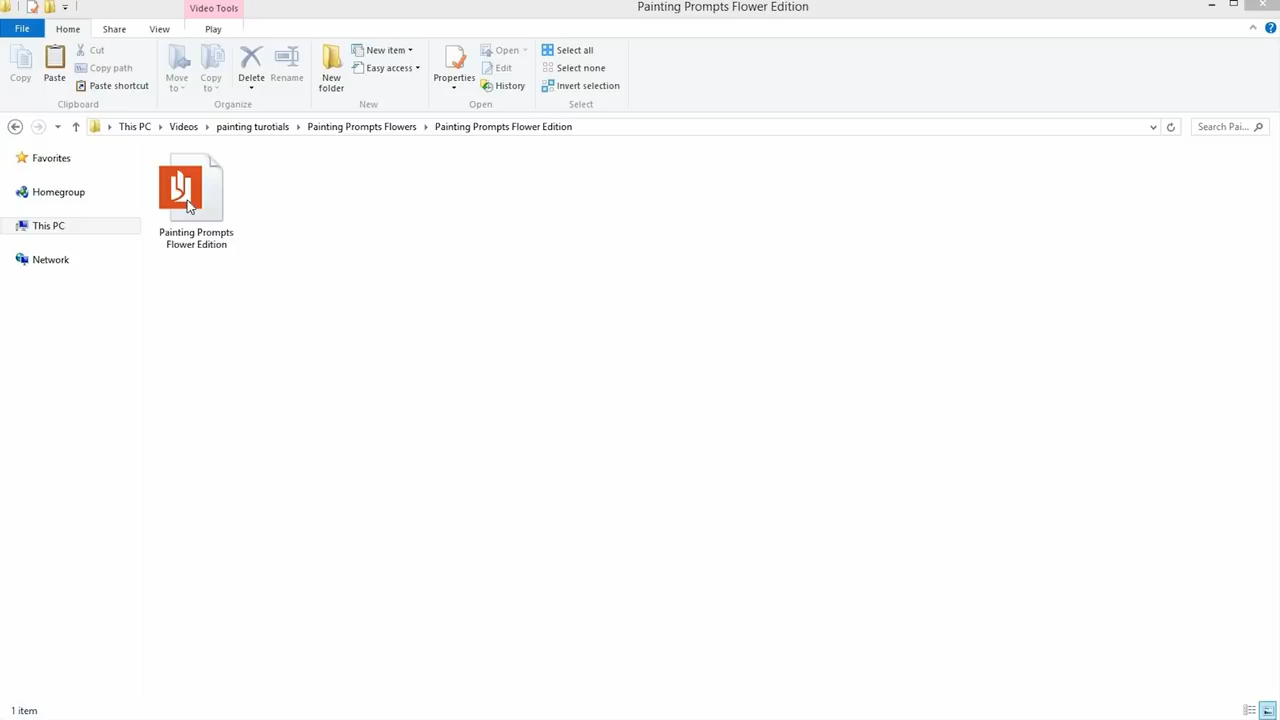 Video Tools
Painting Prompts Flower Edition
File
Home
Share
View
Play
Copy
Paste
Cut
Copy path
Paste shortcut
Clipboard
Move to
Copy to
Delete
Rename
Organize
New folder
New item
Easy access
New
Properties
Open
Edit
History
Open
Select all
Select none
Invert selection
Select
This PC
Videos
painting turotials
Painting Prompts Flowers
Painting Prompts Flower Edition
Search Pai...
Favorites
Homegroup
This PC
Network
Painting Prompts
Flower Edition
1 item